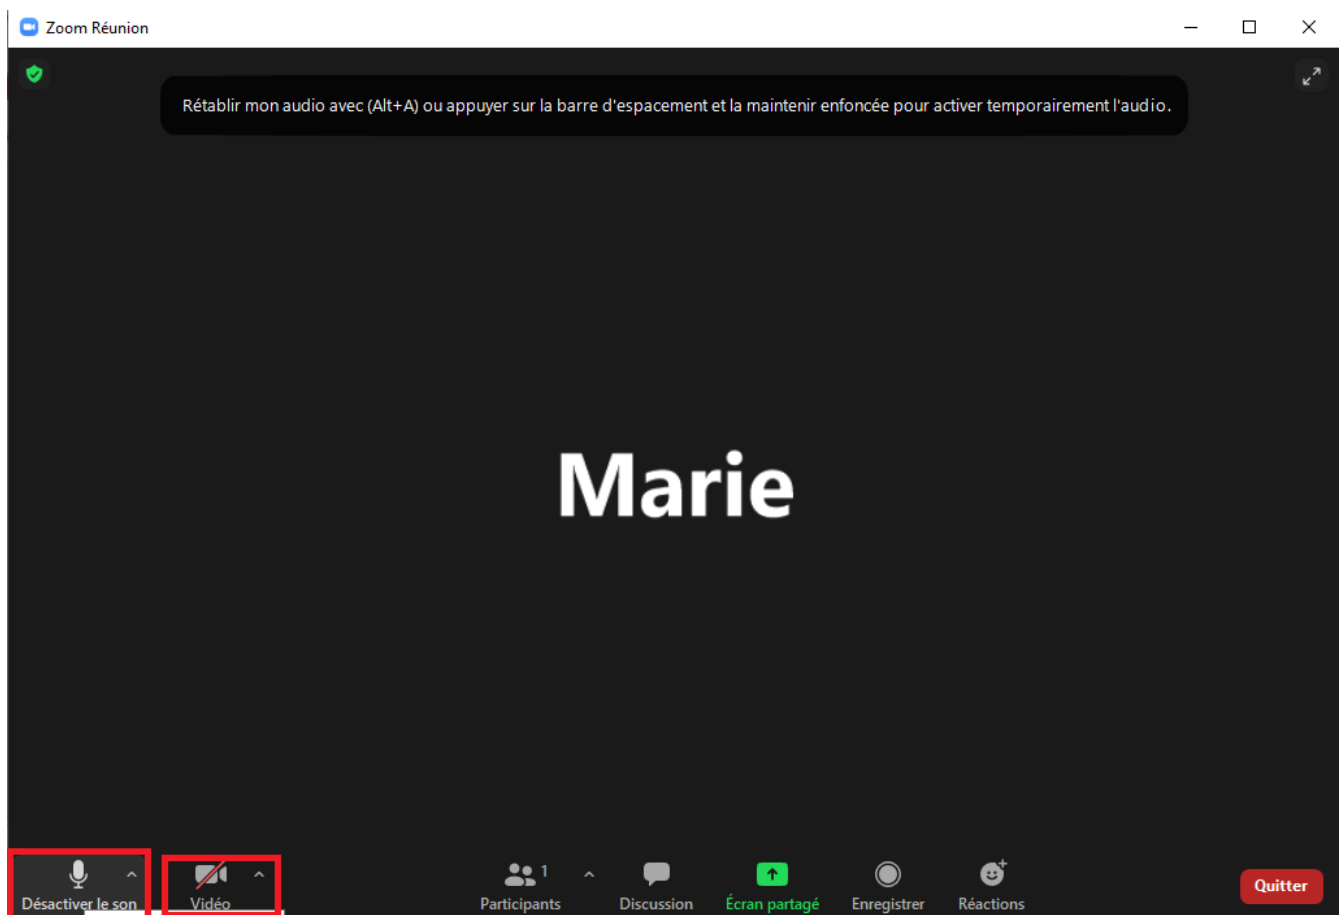 Zoom Réunion
Rétablir mon audio avec (Alt+A) ou appuyer sur la barre d'espacement et la maintenir enfoncée pour activer temporairement l'audio.
Marie
1
Désactiver le son
Vidéo
Participants
Discussion
Écran partagé
Enregistrer
Réactions
Quitter